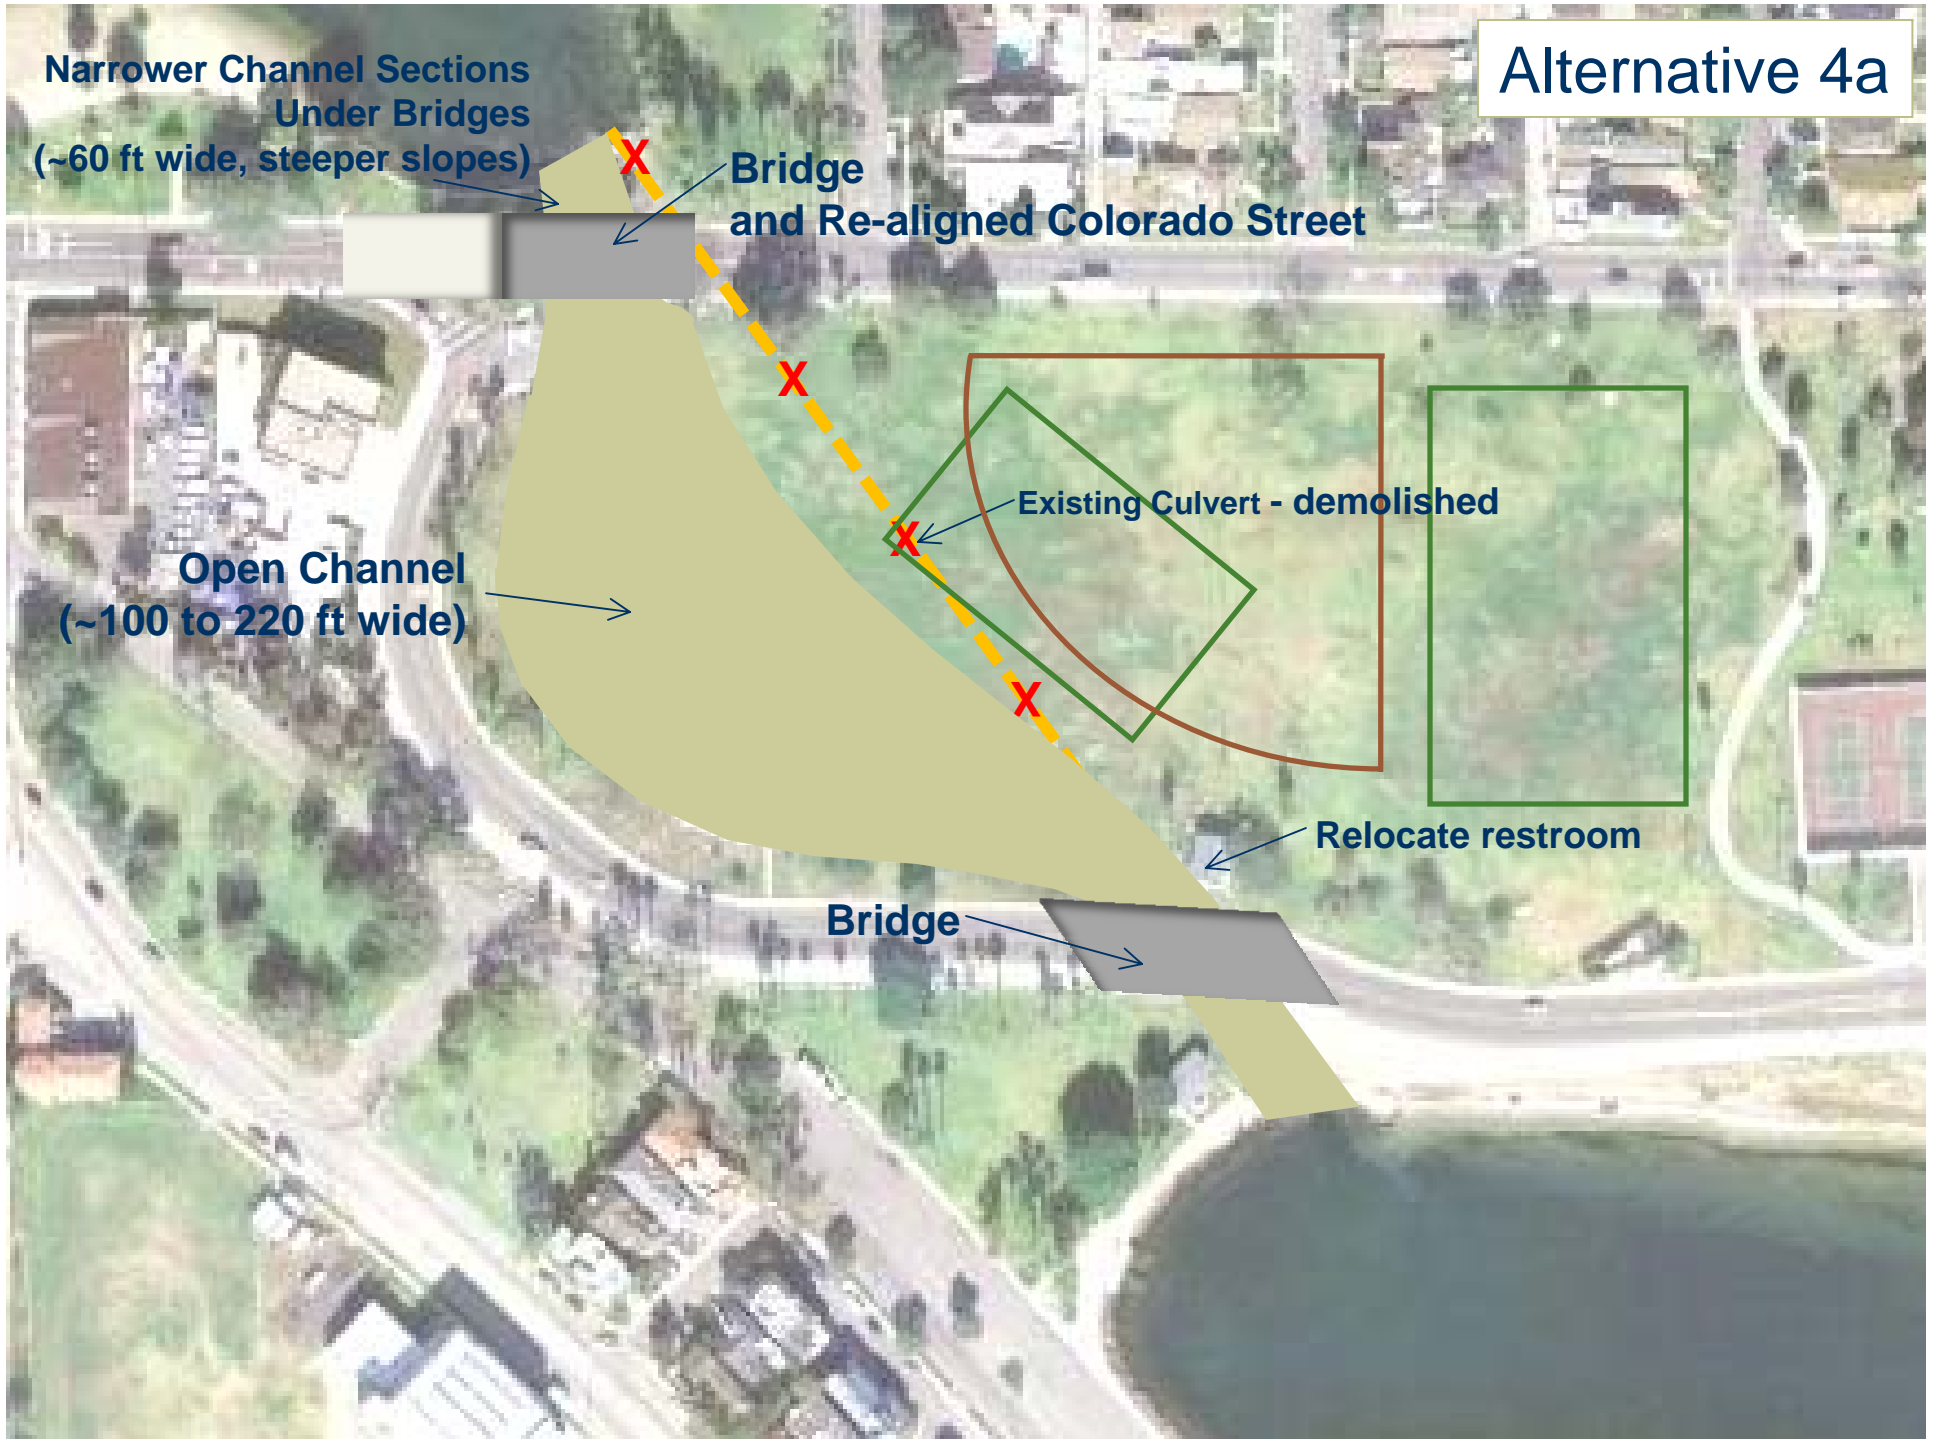 Alternative 4a
Narrower Channel Sections
Under Bridges
(~60 ft wide, steeper slopes)
X
Bridge
and Re-aligned Colorado Street
X
Existing Culvert - demolished
X
Open Channel
(~100 to 220 ft wide)
X
Relocate restroom
Bridge